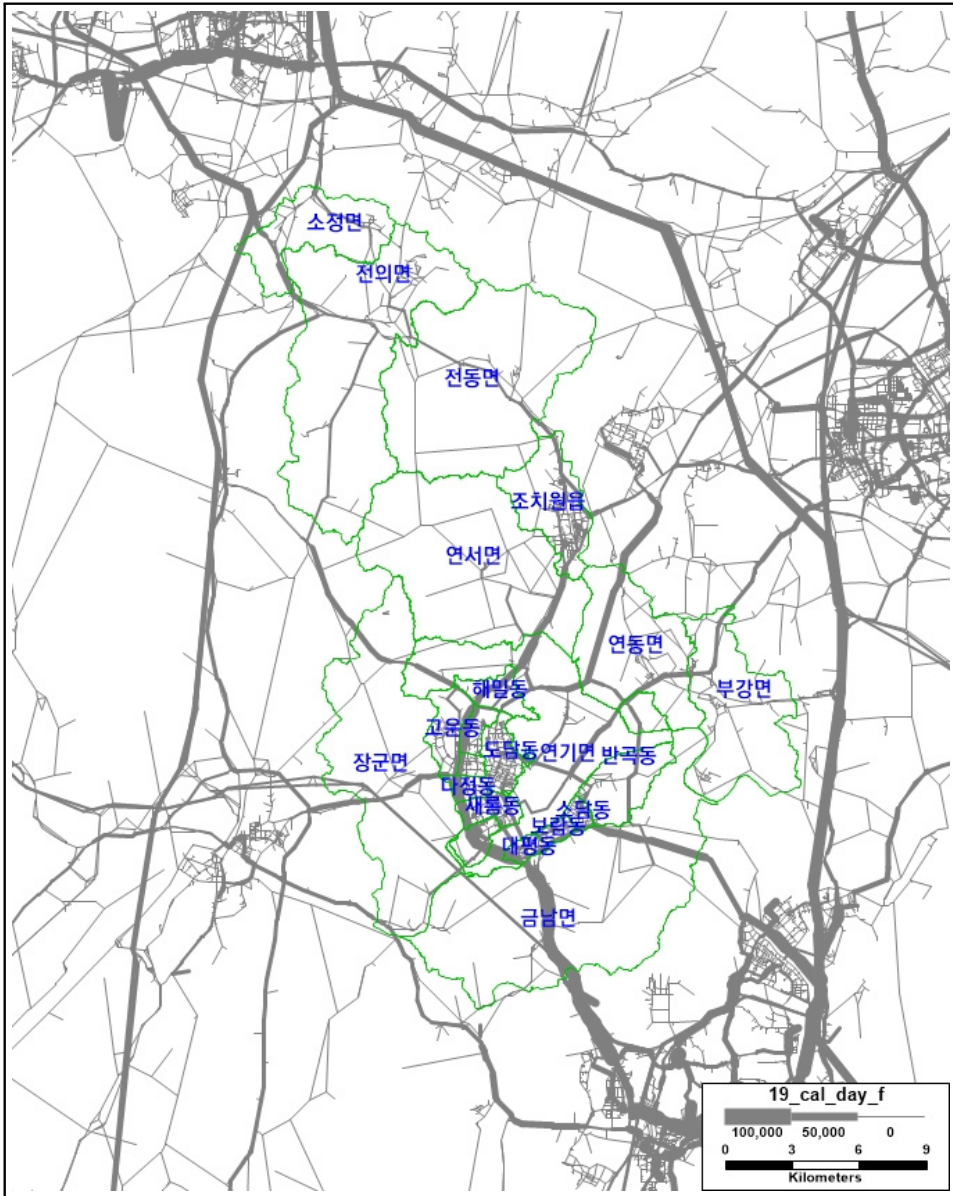 소정면
전의면
전동면
조치원읍
연서면
연동면
해밀동
부강면
고운동
도담동
연기면
반곡동
장군면
다정동
새롬동
소담동
보람동
대평동
금남면
19_cal_day_f
100,000 50,000 0
0 3 6 9
Kilometers